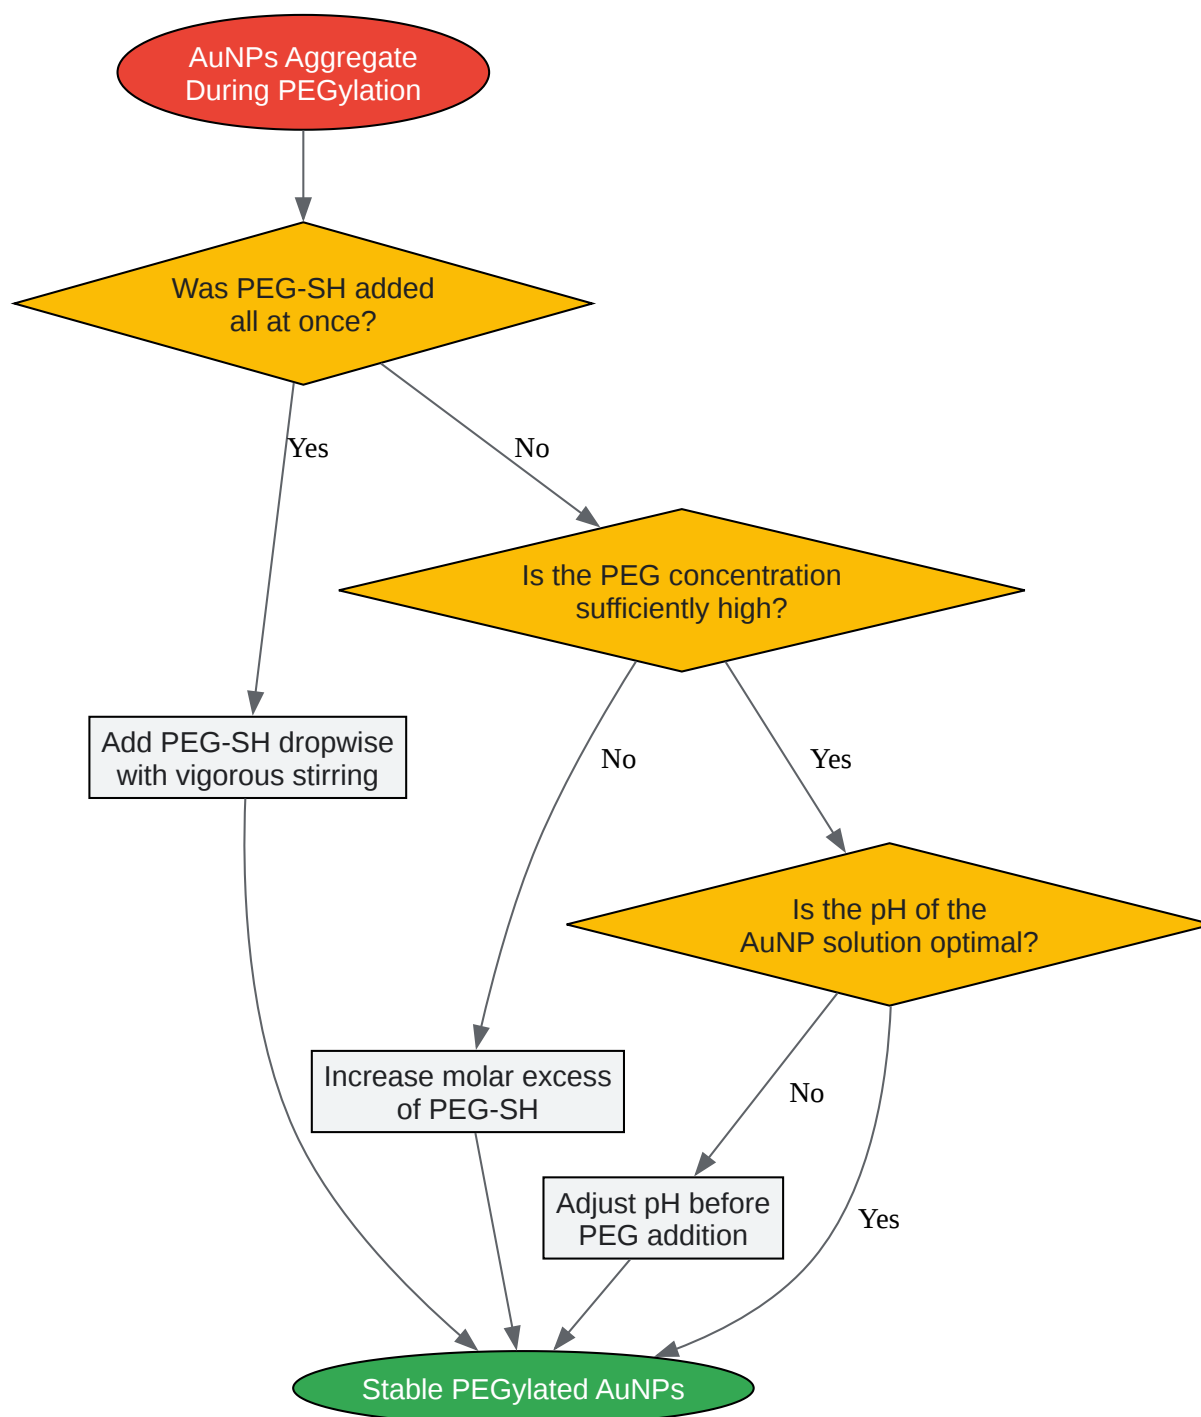 AuNPs Aggregate
During PEGylation
Was PEG-SH added
all at once?
Yes
No
Is the PEG concentration
sufficiently high?
Add PEG-SH dropwise
with vigorous stirring
No
Yes
Is the pH of the
AuNP solution optimal?
Increase molar excess
of PEG-SH
No
Adjust pH before
PEG addition
Yes
Stable PEGylated AuNPs